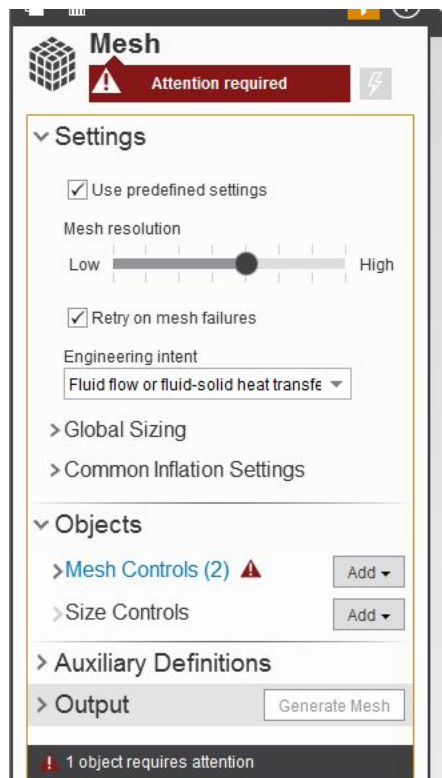 Mesh
Attention required
Settings
Use predefined settings
Mesh resolution
Low High
Retry on mesh failures
Engineering intent
Fluid flow or fluid-solid heat transfe
Global Sizing
Common Inflation Settings
Objects
Mesh Controls (2) Add
Size Controls Add
Auxiliary Definitions
Output Generate Mesh
1 object requires attention